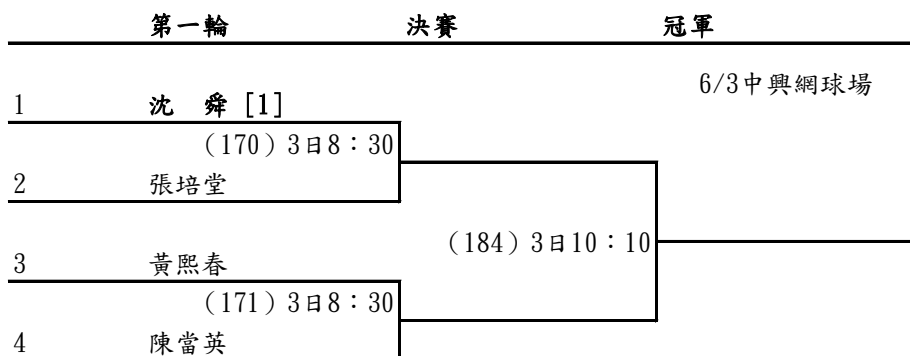 第一輪 決賽 冠軍
6/3中興網球場
1 沈 舜 [1]
(170) 3日8：30
2 張培堂
(184) 3日10：10
3 黃熙春
(171) 3日8：30
4 陳當英